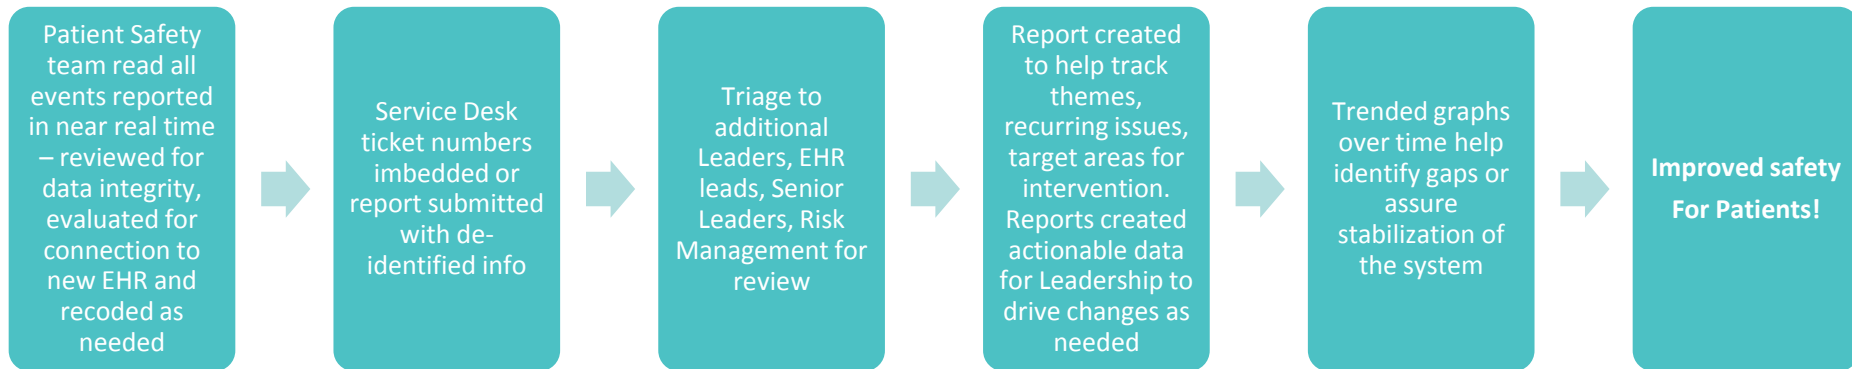 Patient Safety
team read all
events reported
in near real time
– reviewed for
data integrity,
evaluated for
connection to
new EHR and
recoded as
needed
Service Desk
ticket numbers
imbedded or
report submitted
with de-
identified info
Triage to
additional
Leaders, EHR
leads, Senior
Leaders, Risk
Management for
review
Report created
to help track
themes,
recurring issues,
target areas for
intervention.
Reports created
actionable data
for Leadership to
drive changes as
needed
Trended graphs
over time help
identify gaps or
assure
stabilization of
the system
Improved safety
For Patients!